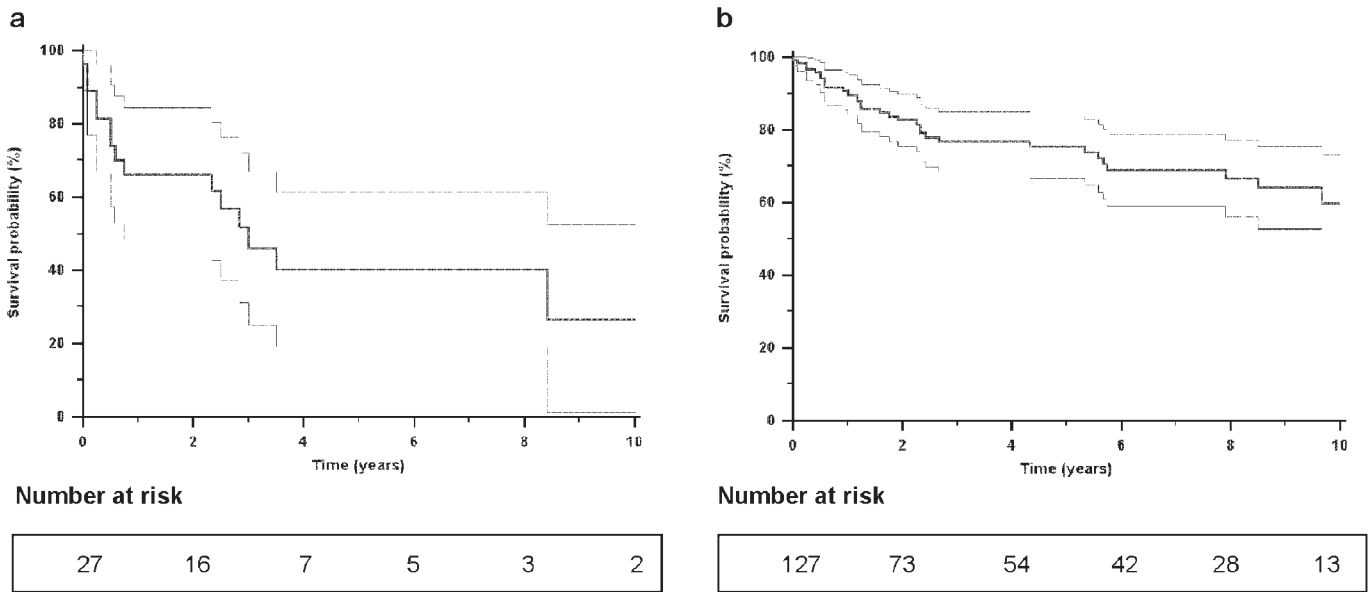 a
100
80
60
40
20
0
Survival probability (%)
0 2 4 6 8 10
Time (years)
Number at risk
27 16 7 5 3 2
b
100
80
60
40
20
0
Survival probability (%)
0 2 4 6 8 10
Time (years)
Number at risk
127 73 54 42 28 13